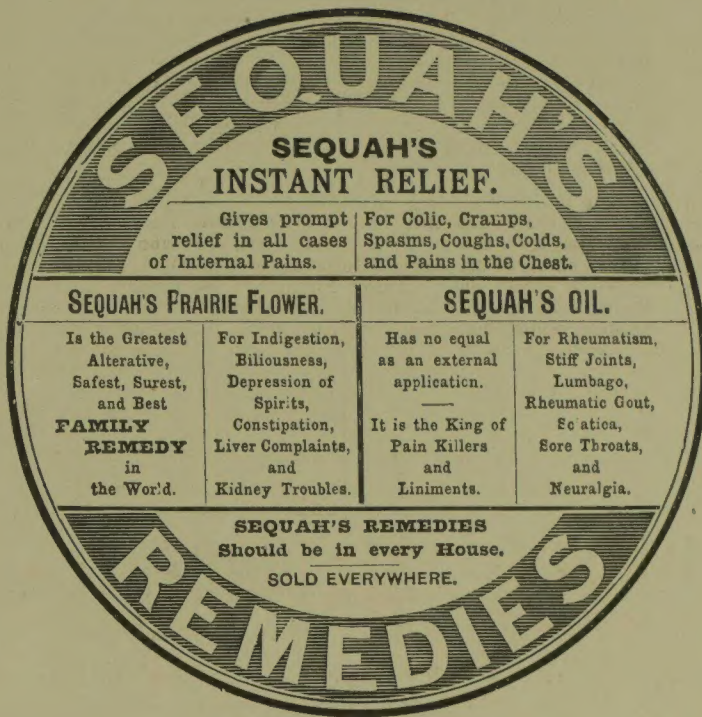 SEQUAH'S
SEQUAH'S
INSTANT RELIEF.
Gives prompt
relief in all cases
of Internal Pains.
For Colic, Cramps,
Spasms, Coughs, Colds,
and Pains in the Chest.
SEQUAH'S PRAIRIE FLOWER.
Is the Greatest
Alterative,
Safest, Surest,
and Best
FAMILY
REMEDY
in
the World.
For Indigestion,
Biliousness,
Depression of
Spirits,
Constipation,
Liver Complaints,
and
Kidney Troubles.
SEQUAH'S OIL.
Has no equal
as an external
application.
It is the King of
Pain Killers
and
Liniments.
For Rheumatism,
Stiff Joints,
Lumbago,
Rheumatic Gout,
Sciatica,
Sore Throats,
and
Neuralgia.
SEQUAH'S REMEDIES
Should be in every House.
SOLD EVERYWHERE.
REMEDIES